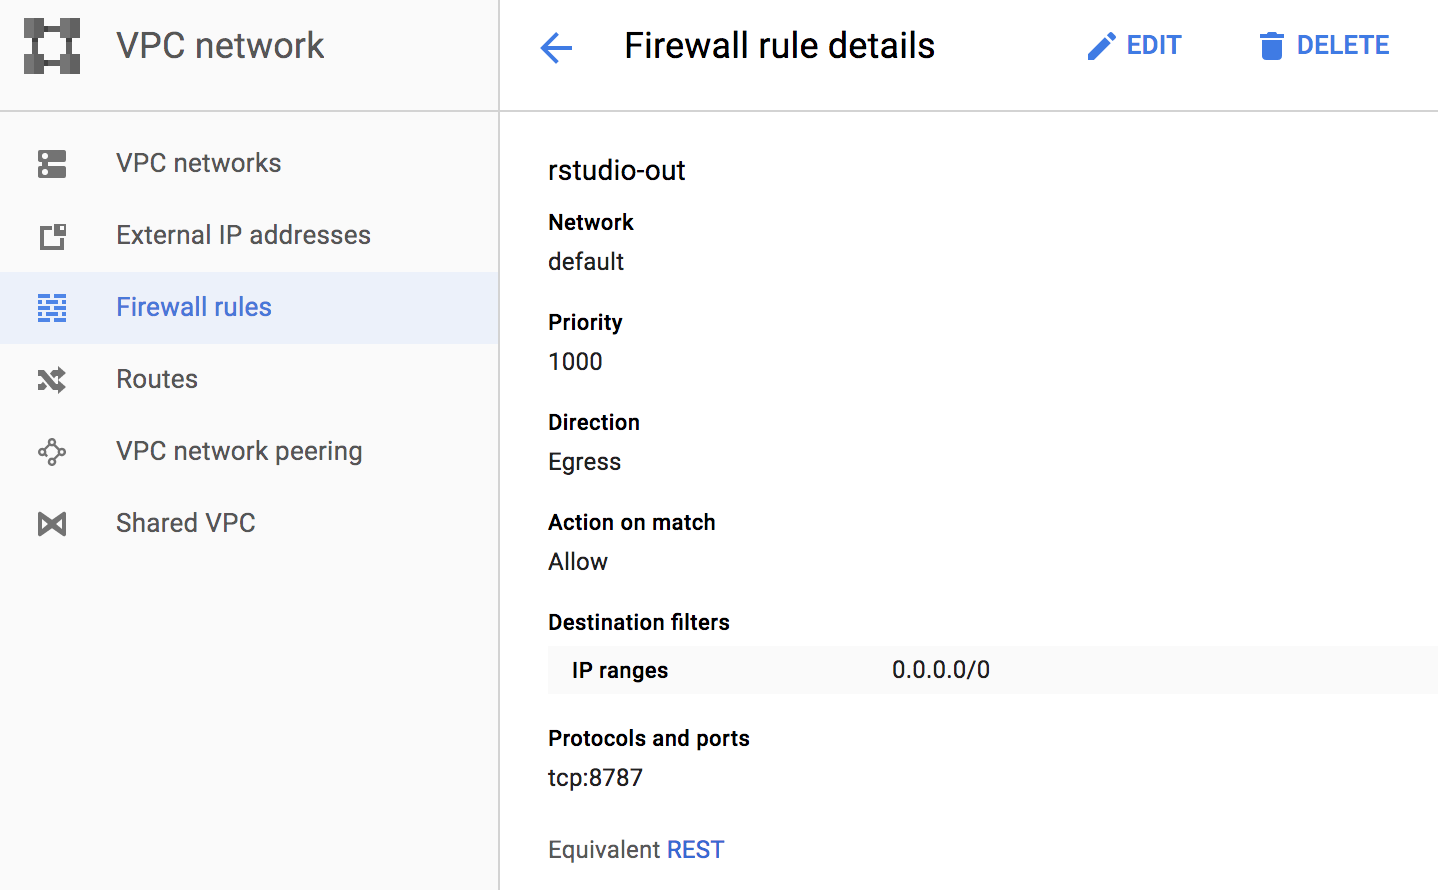 VPC network
VPC networks
External IP addresses
Firewall rules
Routes
VPC network peering
Shared VPC
Firewall rule details
EDIT
DELETE
rstudio-out
Network
default
Priority
1000
Direction
Egress
Action on match
Allow
Destination filters
IP ranges 0.0.0.0/0
Protocols and ports
tcp:8787
Equivalent REST